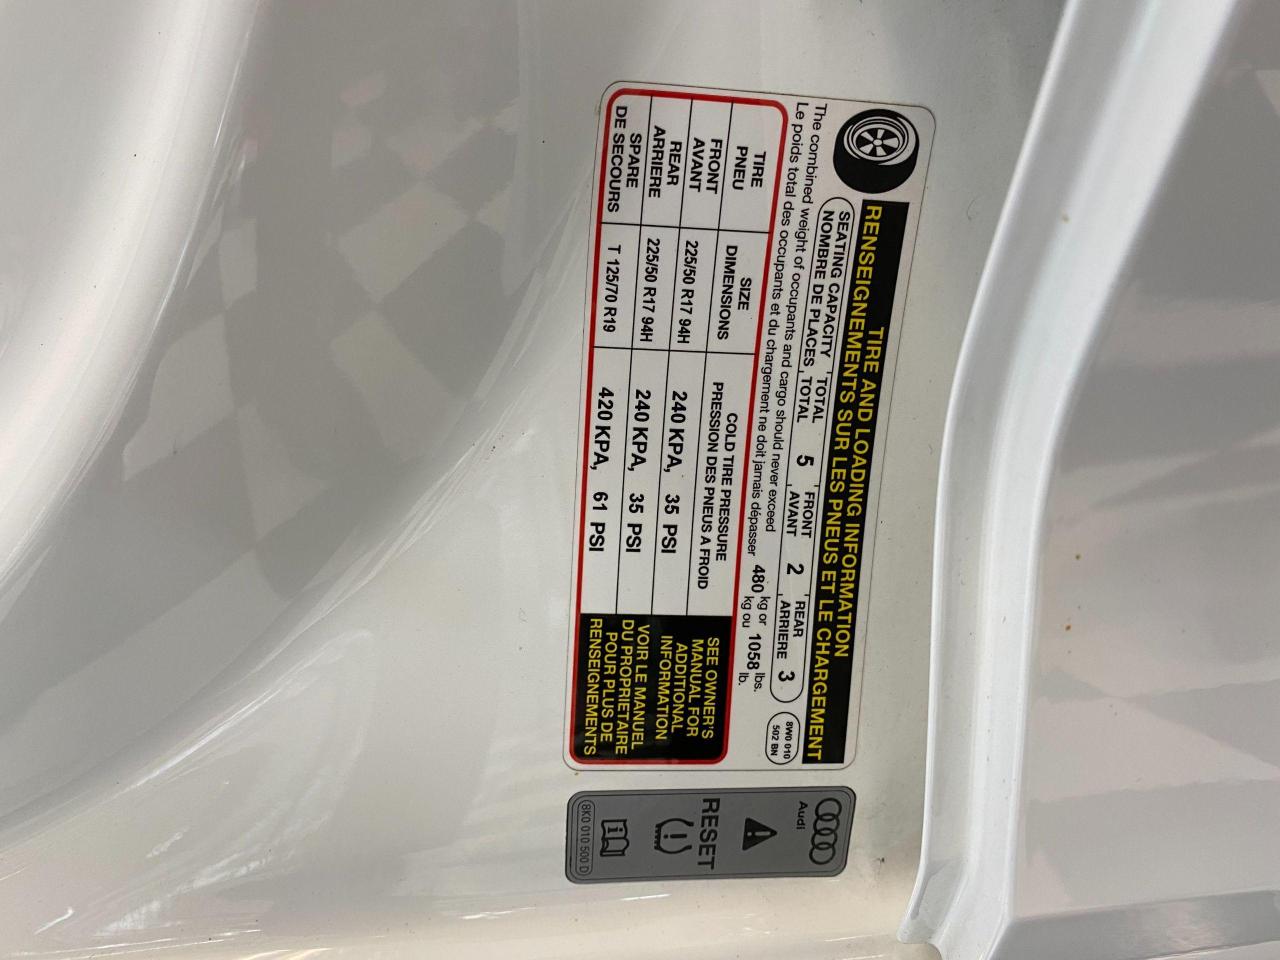 TIRE AND LOADING INFORMATION
RENSEIGNEMENTS SUR LES PNEUS ET LE CHARGEMENT
SEATING CAPACITY TOTAL 5 FRONT 2 REAR 3
NOMBRE DE PLACES TOTAL AVANT ARRIERE
8W0 010
502 BN
The combined weight of occupants and cargo should never exceed 480 kg or 1058 lbs.
Le poids total des occupants et du chargement ne doit jamais dépasser kg ou lb.
TIRE SIZE COLD TIRE PRESSURE
PNEU DIMENSIONS PRESSION DES PNEUS A FROID
FRONT 225/50 R17 94H 240 KPA, 35 PSI
AVANT
REAR 225/50 R17 94H 240 KPA, 35 PSI
ARRIERE
SPARE T 125/70 R19 420 KPA, 61 PSI
DE SECOURS
SEE OWNER'S
MANUAL FOR
ADDITIONAL
INFORMATION
VOIR LE MANUEL
DU PROPRIETAIRE
POUR PLUS DE
RENSEIGNEMENTS
Audi
RESET
8K0 010 500 D